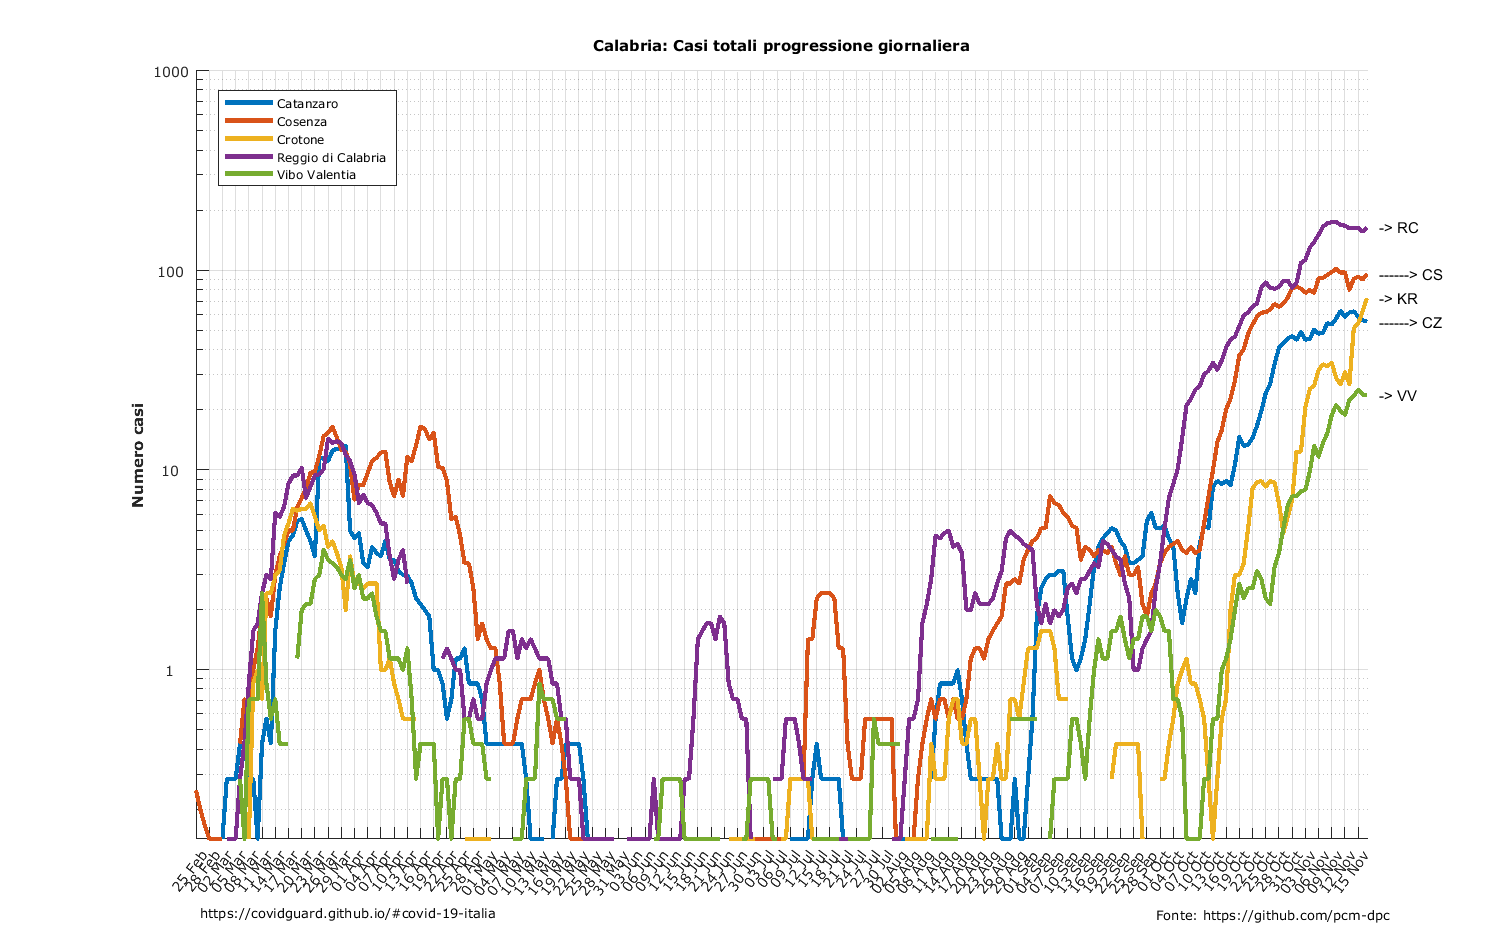 Calabria: Casi totali progressione giornaliera
1000
100
10
1
Numero casi
Catanzaro
Cosenza
Crotone
Reggio di Calabria
Vibo Valentia
-> RC
------> CS
-> KR
------> CZ
-> VV
25 Feb
28 Feb
02 Mar
05 Mar
08 Mar
11 Mar
14 Mar
17 Mar
20 Mar
23 Mar
26 Mar
29 Mar
01 Apr
04 Apr
07 Apr
10 Apr
13 Apr
16 Apr
19 Apr
22 Apr
25 Apr
28 Apr
01 May
04 May
07 May
10 May
13 May
16 May
19 May
22 May
25 May
28 May
31 May
03 Jun
06 Jun
09 Jun
12 Jun
15 Jun
18 Jun
21 Jun
24 Jun
27 Jun
30 Jun
03 Jul
06 Jul
09 Jul
12 Jul
15 Jul
18 Jul
21 Jul
24 Jul
27 Jul
30 Jul
02 Aug
05 Aug
08 Aug
11 Aug
14 Aug
17 Aug
20 Aug
23 Aug
26 Aug
29 Aug
01 Sep
04 Sep
07 Sep
10 Sep
13 Sep
16 Sep
19 Sep
22 Sep
25 Sep
28 Sep
01 Oct
04 Oct
07 Oct
10 Oct
13 Oct
16 Oct
19 Oct
22 Oct
25 Oct
28 Oct
31 Oct
03 Nov
06 Nov
09 Nov
12 Nov
15 Nov
https://covidguard.github.io/#covid-19-italia
Fonte: https://github.com/pcm-dpc